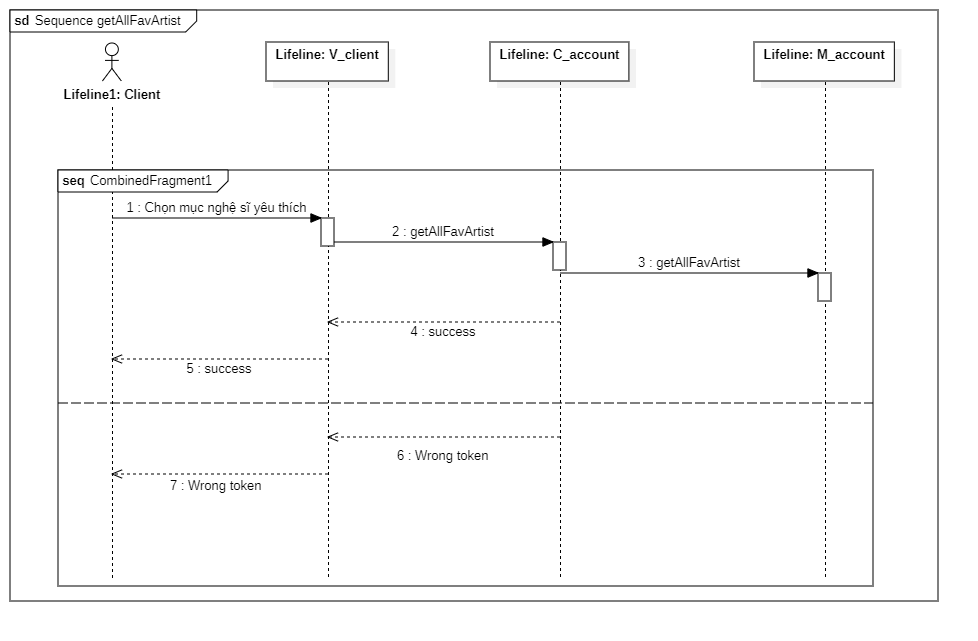 sd Sequence getAllFavArtist
Lifeline1: Client
Lifeline: V_client
Lifeline: C_account
Lifeline: M_account
seq CombinedFragment1
1 : Chọn mục nghệ sĩ yêu thích
2 : getAllFavArtist
3 : getAllFavArtist
4 : success
5 : success
6 : Wrong token
7 : Wrong token